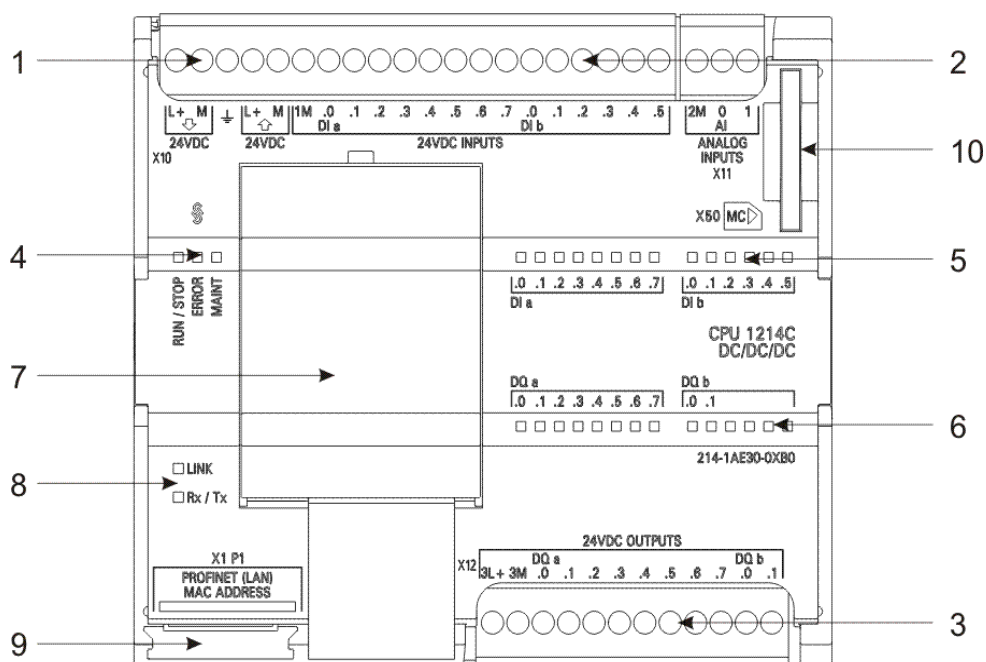 1
2
L+ M L+ M 1M .0 .1 .2 .3 .4 .5 .6 .7 .0 .1 .2 .3 .4 .5 2M 0 1
DI a DI b AI
24VDC 24VDC 24VDC INPUTS ANALOG
INPUTS
X10
X11
10
X50 MC
4
5
RUN / STOP
ERROR
MAINT
.0 .1 .2 .3 .4 .5 .6 .7 .0 .1 .2 .3 .4 .5
DI a DI b
CPU 1214C
DC/DC/DC
7
DQ a DQ b
.0 .1 .2 .3 .4 .5 .6 .7 .0 .1
6
214-1AE30-0XB0
8
LINK
Rx / Tx
24VDC OUTPUTS
X1 P1
X12
DQ a DQ b
3L+ 3M .0 .1 .2 .3 .4 .5 .6 .7 .0 .1
PROFINET (LAN)
MAC ADDRESS
3
9